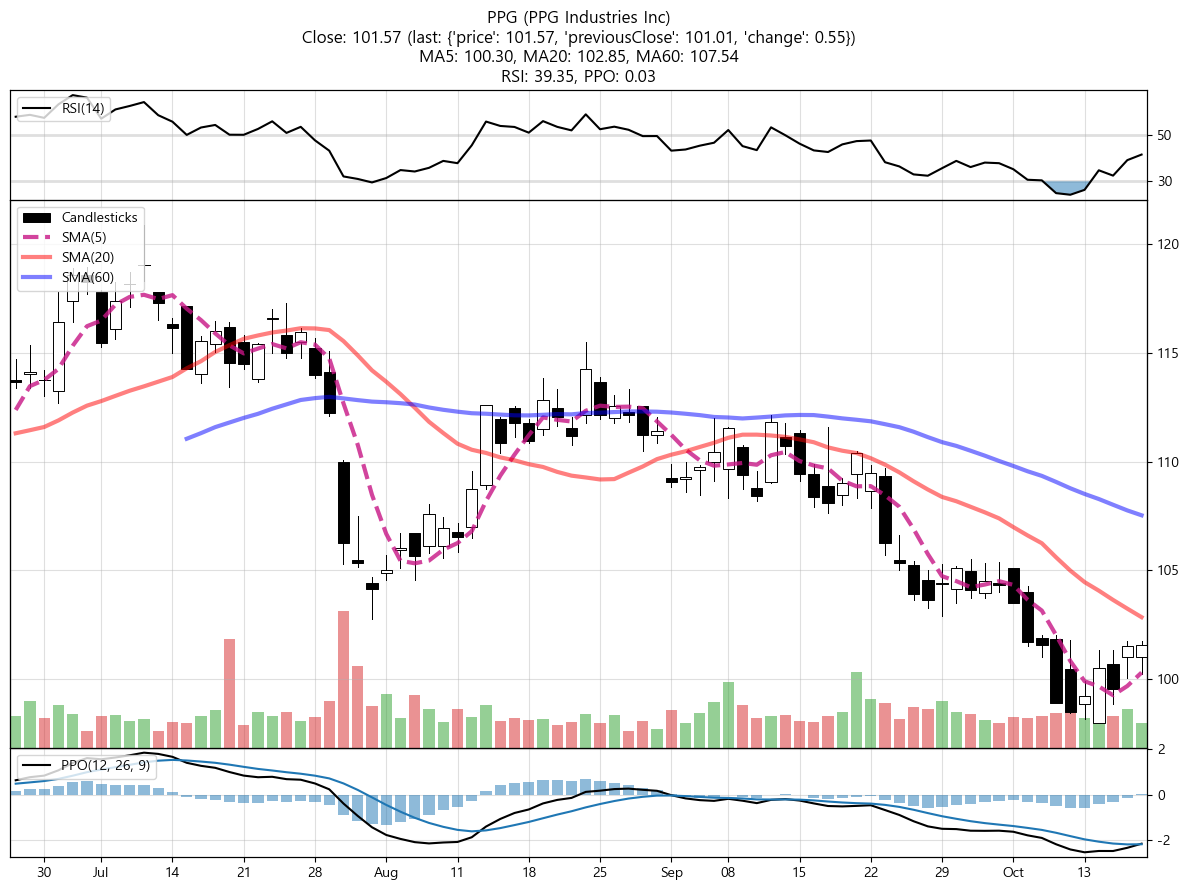 PPG (PPG Industries Inc)
Close: 101.57 (last: {'price': 101.57, 'previousClose': 101.01, 'change': 0.55})
MA5: 100.30, MA20: 102.85, MA60: 107.54
RSI: 39.35, PPO: 0.03
RSI(14)
50
30
Candlesticks
SMA(5)
SMA(20)
SMA(60)
120
115
110
105
100
PPO(12, 26, 9)
2
0
-2
30 Jul 14 21 28 Aug 11 18 25 Sep 08 15 22 29 Oct 13